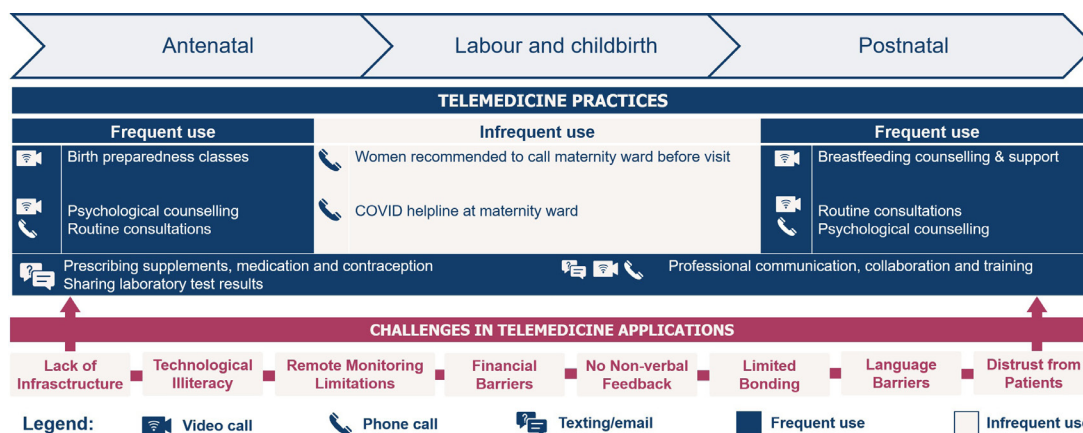 Antenatal
Labour and childbirth
Postnatal
TELEMEDICINE PRACTICES
Frequent use
Infrequent use
Frequent use
Birth preparedness classes
Women recommended to call maternity ward before visit
Breastfeeding counselling & support
Psychological counselling
Routine consultations
COVID helpline at maternity ward
Routine consultations
Psychological counselling
Prescribing supplements, medication and contraception
Sharing laboratory test results
Professional communication, collaboration and training
CHALLENGES IN TELEMEDICINE APPLICATIONS
Lack of
Infrasctructure
Technological
Illiteracy
Remote Monitoring
Limitations
Financial
Barriers
No Non-verbal
Feedback
Limited
Bonding
Language
Barriers
Distrust from
Patients
Legend:
Video call
Phone call
Texting/email
Frequent use
Infrequent use